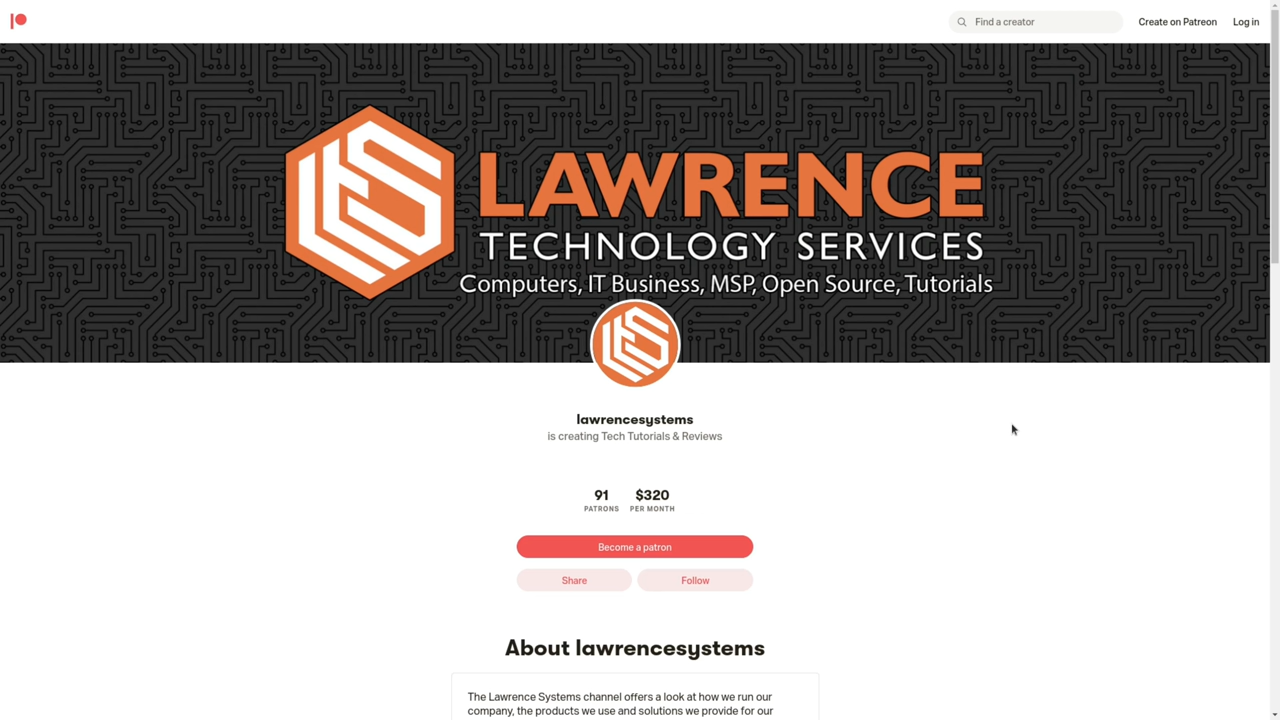 Find a creator
Create on Patreon
Log in
LAWRENCE
TECHNOLOGY SERVICES
Computers, IT Business, MSP, Open Source, Tutorials
lawrencesystems
is creating Tech Tutorials & Reviews
91 $320
PATRONS PER MONTH
Become a patron
Share Follow
About lawrencesystems
The Lawrence Systems channel offers a look at how we run our
company, the products we use and solutions we provide for our